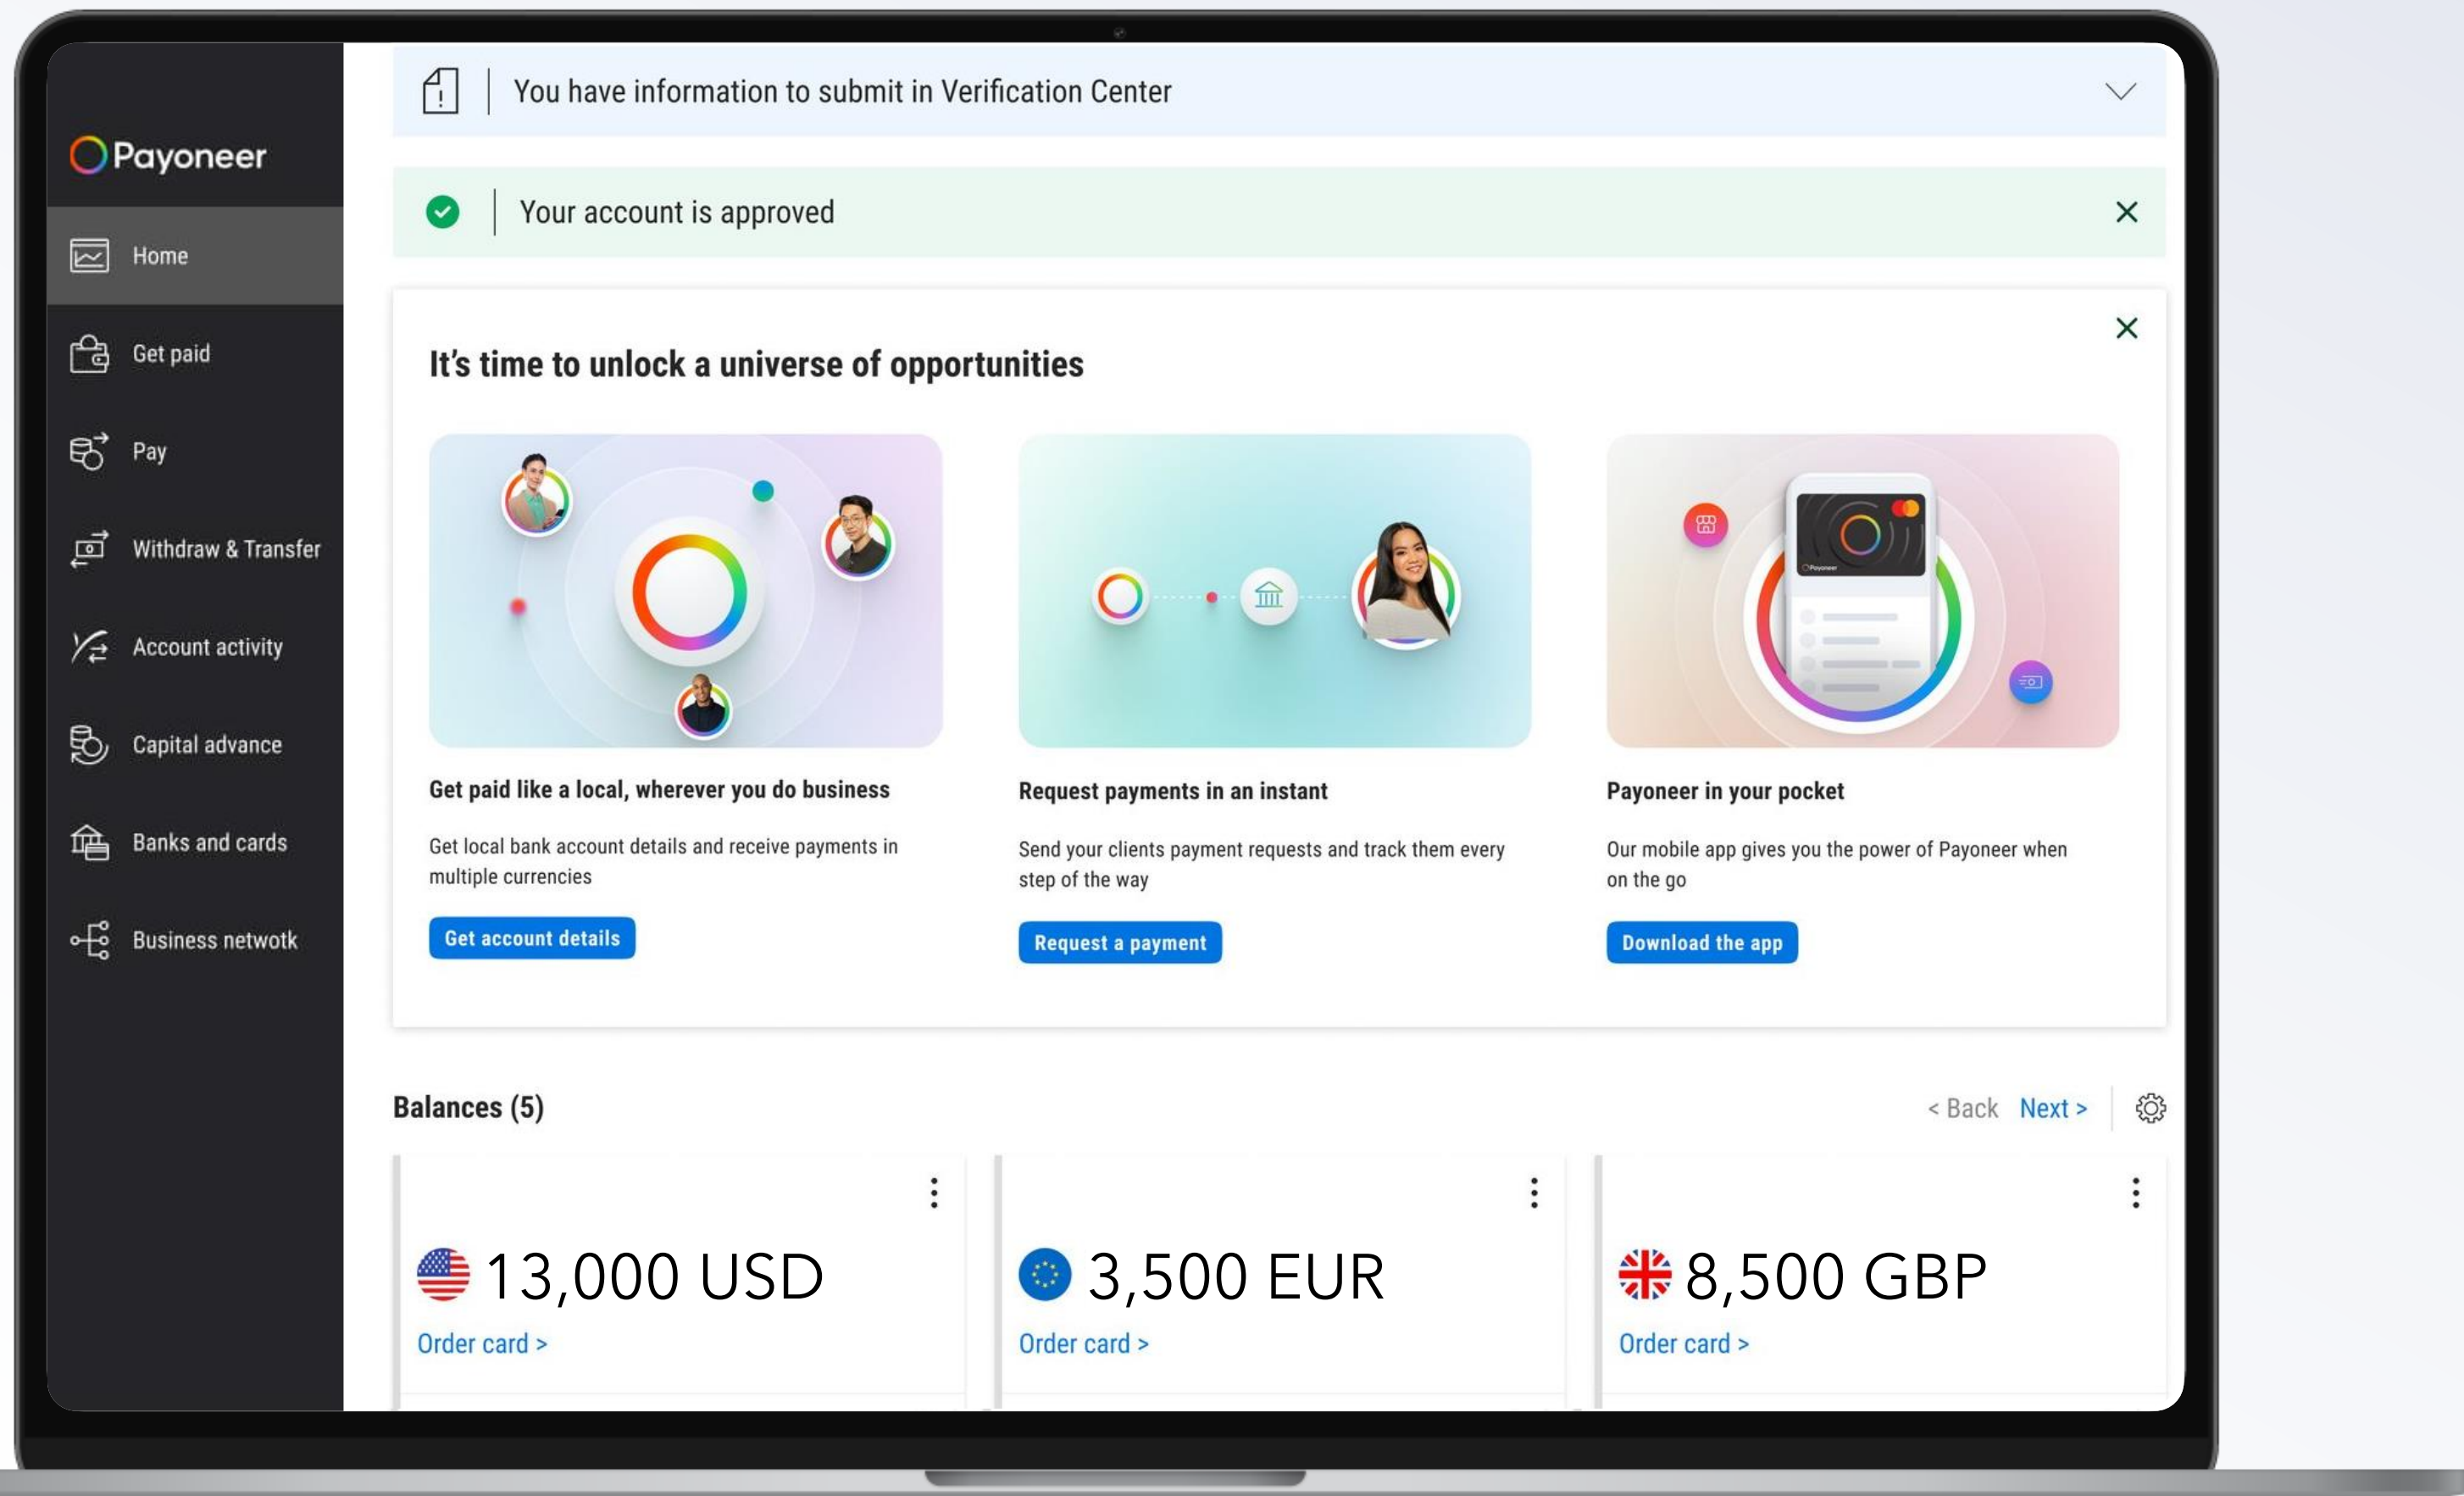 You have information to submit in Verification Center
Payoneer
Your account is approved
Home
Get paid
Pay
Withdraw & Transfer
Account activity
Capital advance
Banks and cards
Business netwotk
It’s time to unlock a universe of opportunities
Payoneer
Get paid like a local, wherever you do business
Get local bank account details and receive payments in
multiple currencies
Get account details
Request payments in an instant
Send your clients payment requests and track them every
step of the way
Request a payment
Payoneer in your pocket
Our mobile app gives you the power of Payoneer when
on the go
Download the app
Balances (5)
< Back Next >
13,000 USD
Order card >
3,500 EUR
Order card >
8,500 GBP
Order card >